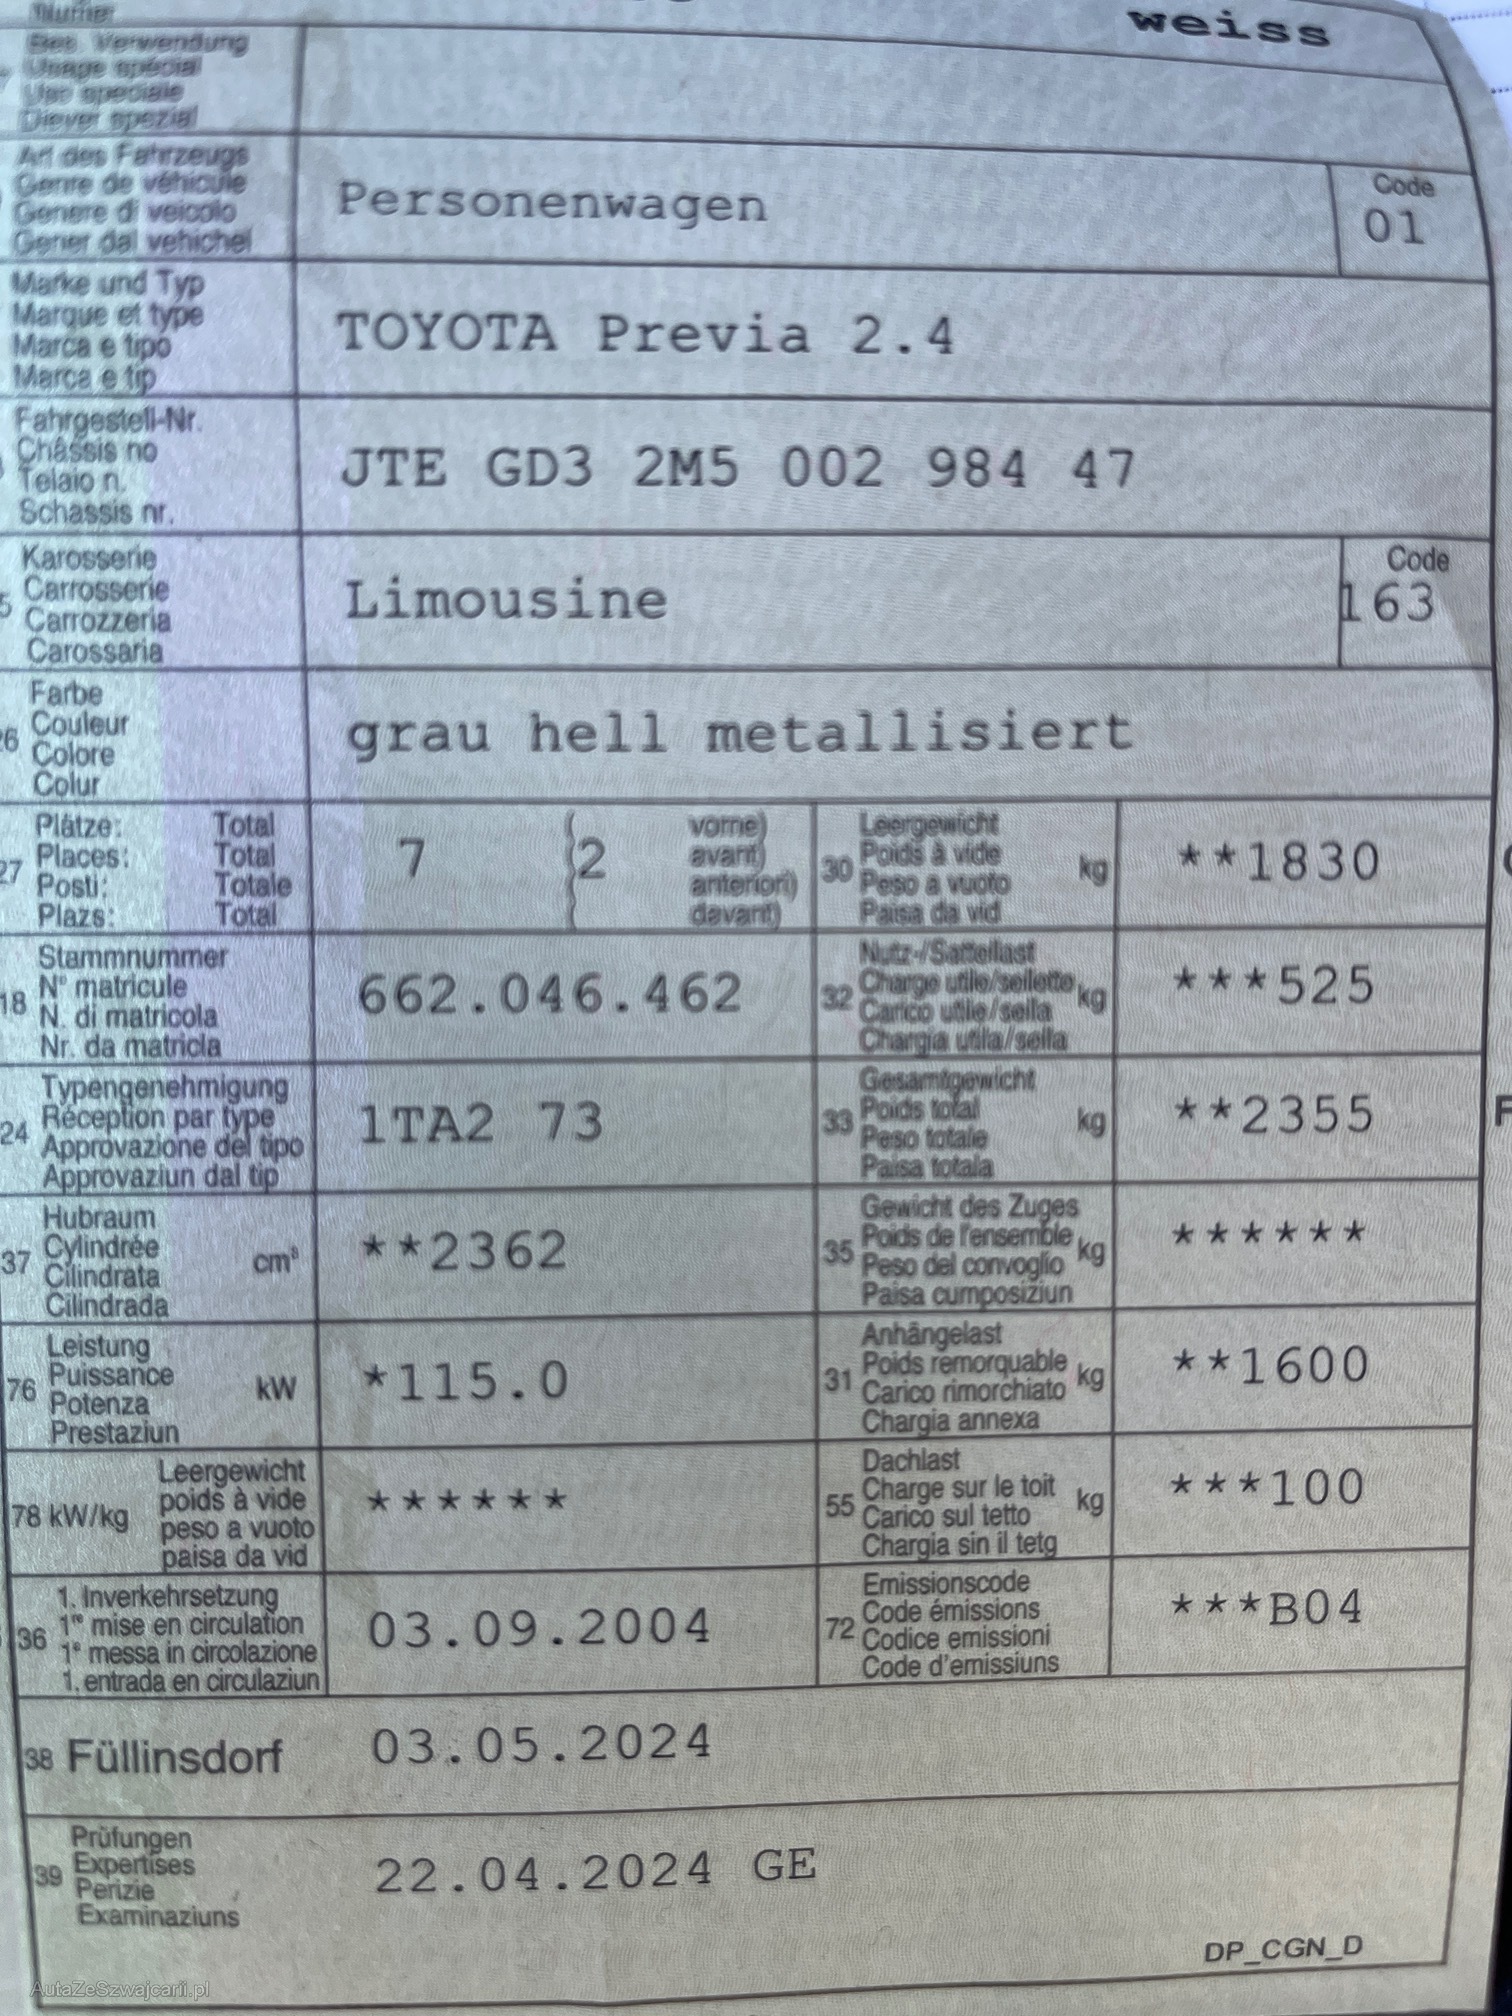 Numer
weiss
Bes. Verwendung
Usage spécial
Uso speciale
Diever spezial
Art des Fahrzeugs
Genre de véhicule
Genere di veicolo
Gener dal vehichel
Personenwagen
Code
01
Marke und Typ
Marque et type
Marca e tipo
Marca e tip
TOYOTA Previa 2.4
Fahrgestell-Nr.
Châssis no
Telaio n.
Schassis nr.
JTE GD3 2M5 002 984 47
Karosserie
Carrosserie
Carrozzeria
Carossaria
Limousine
Code
163
Farbe
Couleur
Colore
Colur
grau hell metallisiert
Plätze: Total
Places: Total
Posti: Totale
Plazs: Total
7 2
vorne)
avant)
anteriori)
davant)
30
Leergewicht
Poids à vide
Peso a vuoto
Paisa da vid
kg
**1830
18
Stammnummer
N° matricule
N. di matricola
Nr. da matricla
662.046.462
32
Nutz-/Sattellast
Charge utile/sellette
Carico utile/sella
Chargia utila/sella
kg
***525
24
Typengenehmigung
Réception par type
Approvazione del tipo
Approvaziun dal tip
1TA2 73
33
Gesamtgewicht
Poids total
Peso totale
Paisa totala
kg
**2355
37
Hubraum
Cylindrée
Cilindrata
Cilindrada
cm³
**2362
35
Gewicht des Zuges
Poids de l'ensemble
Peso del convoglio
Paisa cumposiziun
kg
******
76
Leistung
Puissance
Potenza
Prestaziun
kW
*115.0
31
Anhängelast
Poids remorquable
Carico rimorchiato
Chargia annexa
kg
**1600
78 kW/kg
Leergewicht
poids à vide
peso a vuoto
paisa da vid
******
55
Dachlast
Charge sur le toit
Carico sul tetto
Chargia sin il tetg
kg
***100
36
1. Inverkehrsetzung
1re mise en circulation
1a messa in circolazione
1. entrada en circulaziun
03.09.2004
72
Emissionscode
Code émissions
Codice emissioni
Code d'emissiuns
***B04
38 Füllinsdorf
03.05.2024
39
Prüfungen
Expertises
Perizie
Examinaziuns
22.04.2024 GE
DP_CGN_D
AutaZeSzwajcarii.pl